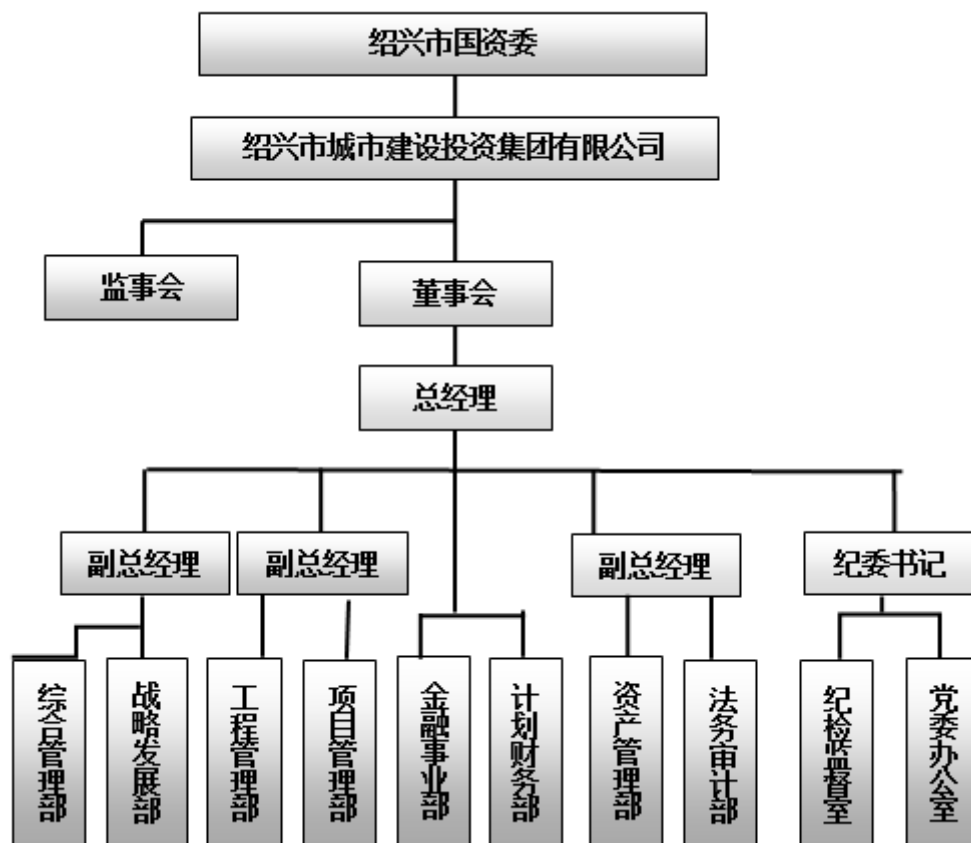 绍兴市国资委
绍兴市城市建设投资集团有限公司
监事会
董事会
总经理
副总经理
副总经理
副总经理
纪委书记
综合管理部
战略发展部
工程管理部
项目管理部
金融事业部
计划财务部
资产管理部
法务审计部
纪检监督室
党委办公室